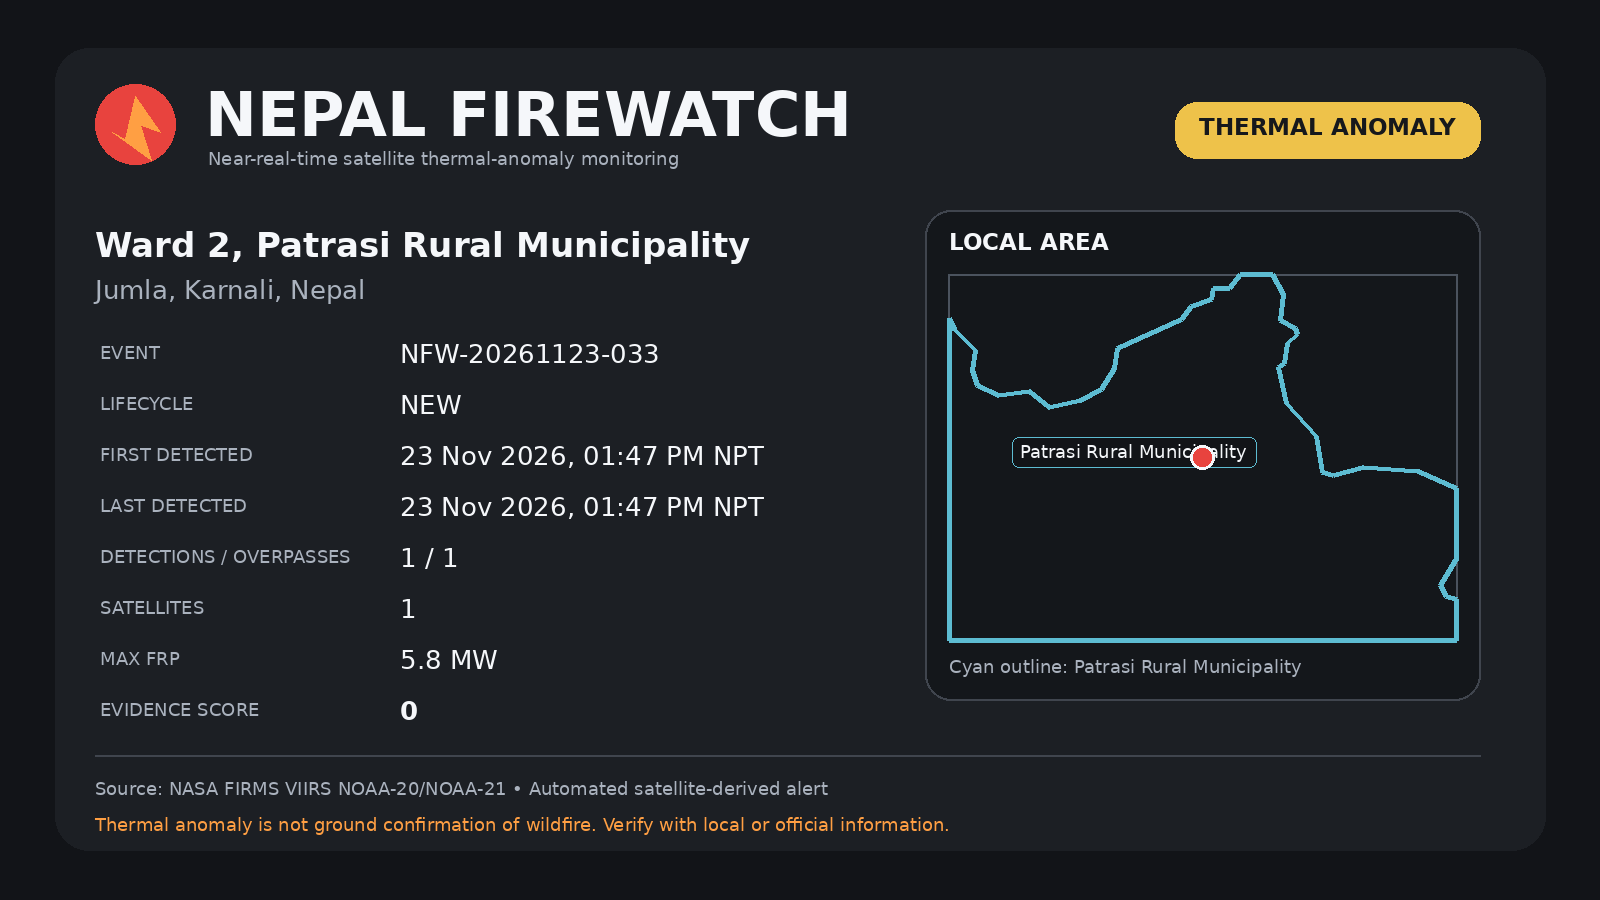 NEPAL FIREWATCH
Near-real-time satellite thermal-anomaly monitoring
THERMAL ANOMALY
Ward 2, Patrasi Rural Municipality
Jumla, Karnali, Nepal
EVENT NFW-20261123-033
LIFECYCLE NEW
FIRST DETECTED 23 Nov 2026, 01:47 PM NPT
LAST DETECTED 23 Nov 2026, 01:47 PM NPT
DETECTIONS / OVERPASSES 1 / 1
SATELLITES 1
MAX FRP 5.8 MW
EVIDENCE SCORE 0
LOCAL AREA
Patrasi Rural Municipality
Cyan outline: Patrasi Rural Municipality
Source: NASA FIRMS VIIRS NOAA-20/NOAA-21 • Automated satellite-derived alert
Thermal anomaly is not ground confirmation of wildfire. Verify with local or official information.